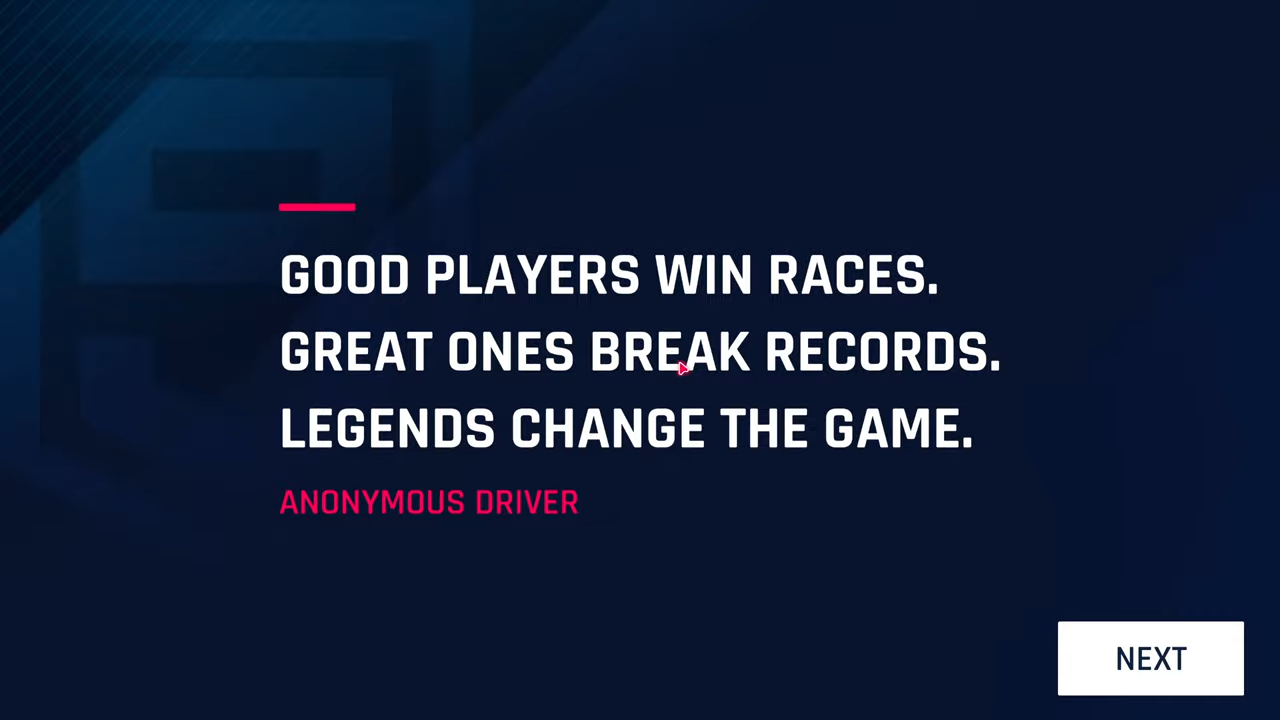 GOOD PLAYERS WIN RACES.
GREAT ONES BREAK RECORDS.
LEGENDS CHANGE THE GAME.
ANONYMOUS DRIVER
NEXT